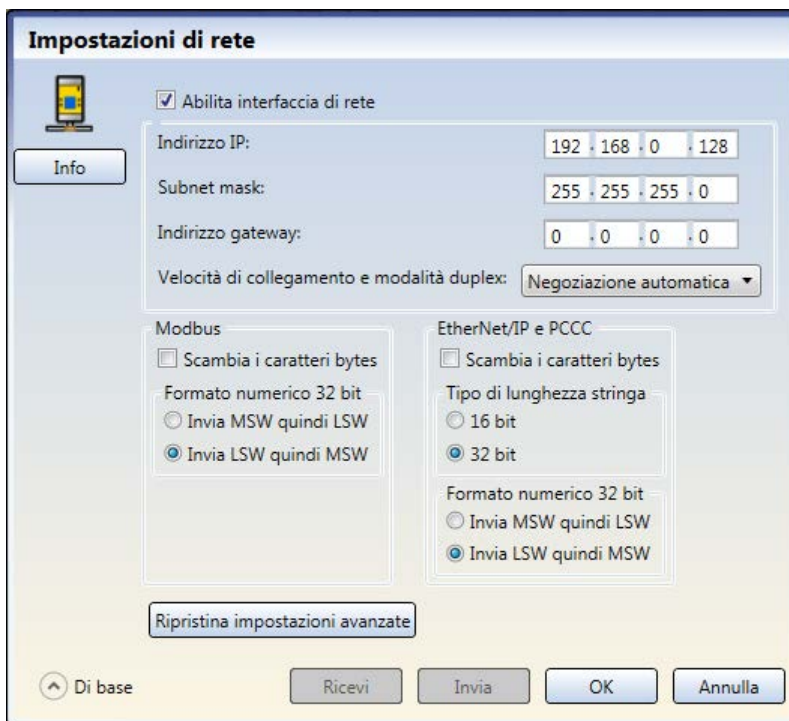 Impostazioni di rete
Abilita interfaccia di rete
Info
Indirizzo IP: 192 . 168 . 0 . 128
Subnet mask: 255 . 255 . 255 . 0
Indirizzo gateway: 0 . 0 . 0 . 0
Velocità di collegamento e modalità duplex: Negoziazione automatica
Modbus
Scambia i caratteri bytes
Formato numerico 32 bit
Invia MSW quindi LSW
Invia LSW quindi MSW
EtherNet/IP e PCCC
Scambia i caratteri bytes
Tipo di lunghezza stringa
16 bit
32 bit
Formato numerico 32 bit
Invia MSW quindi LSW
Invia LSW quindi MSW
Ripristina impostazioni avanzate
Di base
Ricevi
Invia
OK
Annulla